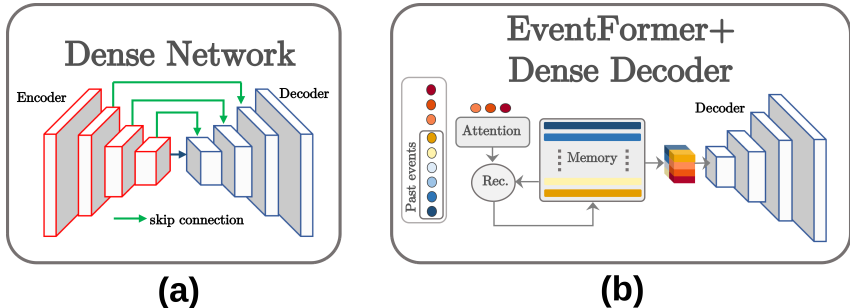 Dense Network
Encoder
Decoder
skip connection
(a)
EventFormer+
Dense Decoder
Past events
Attention
Rec.
Memory
Decoder
(b)